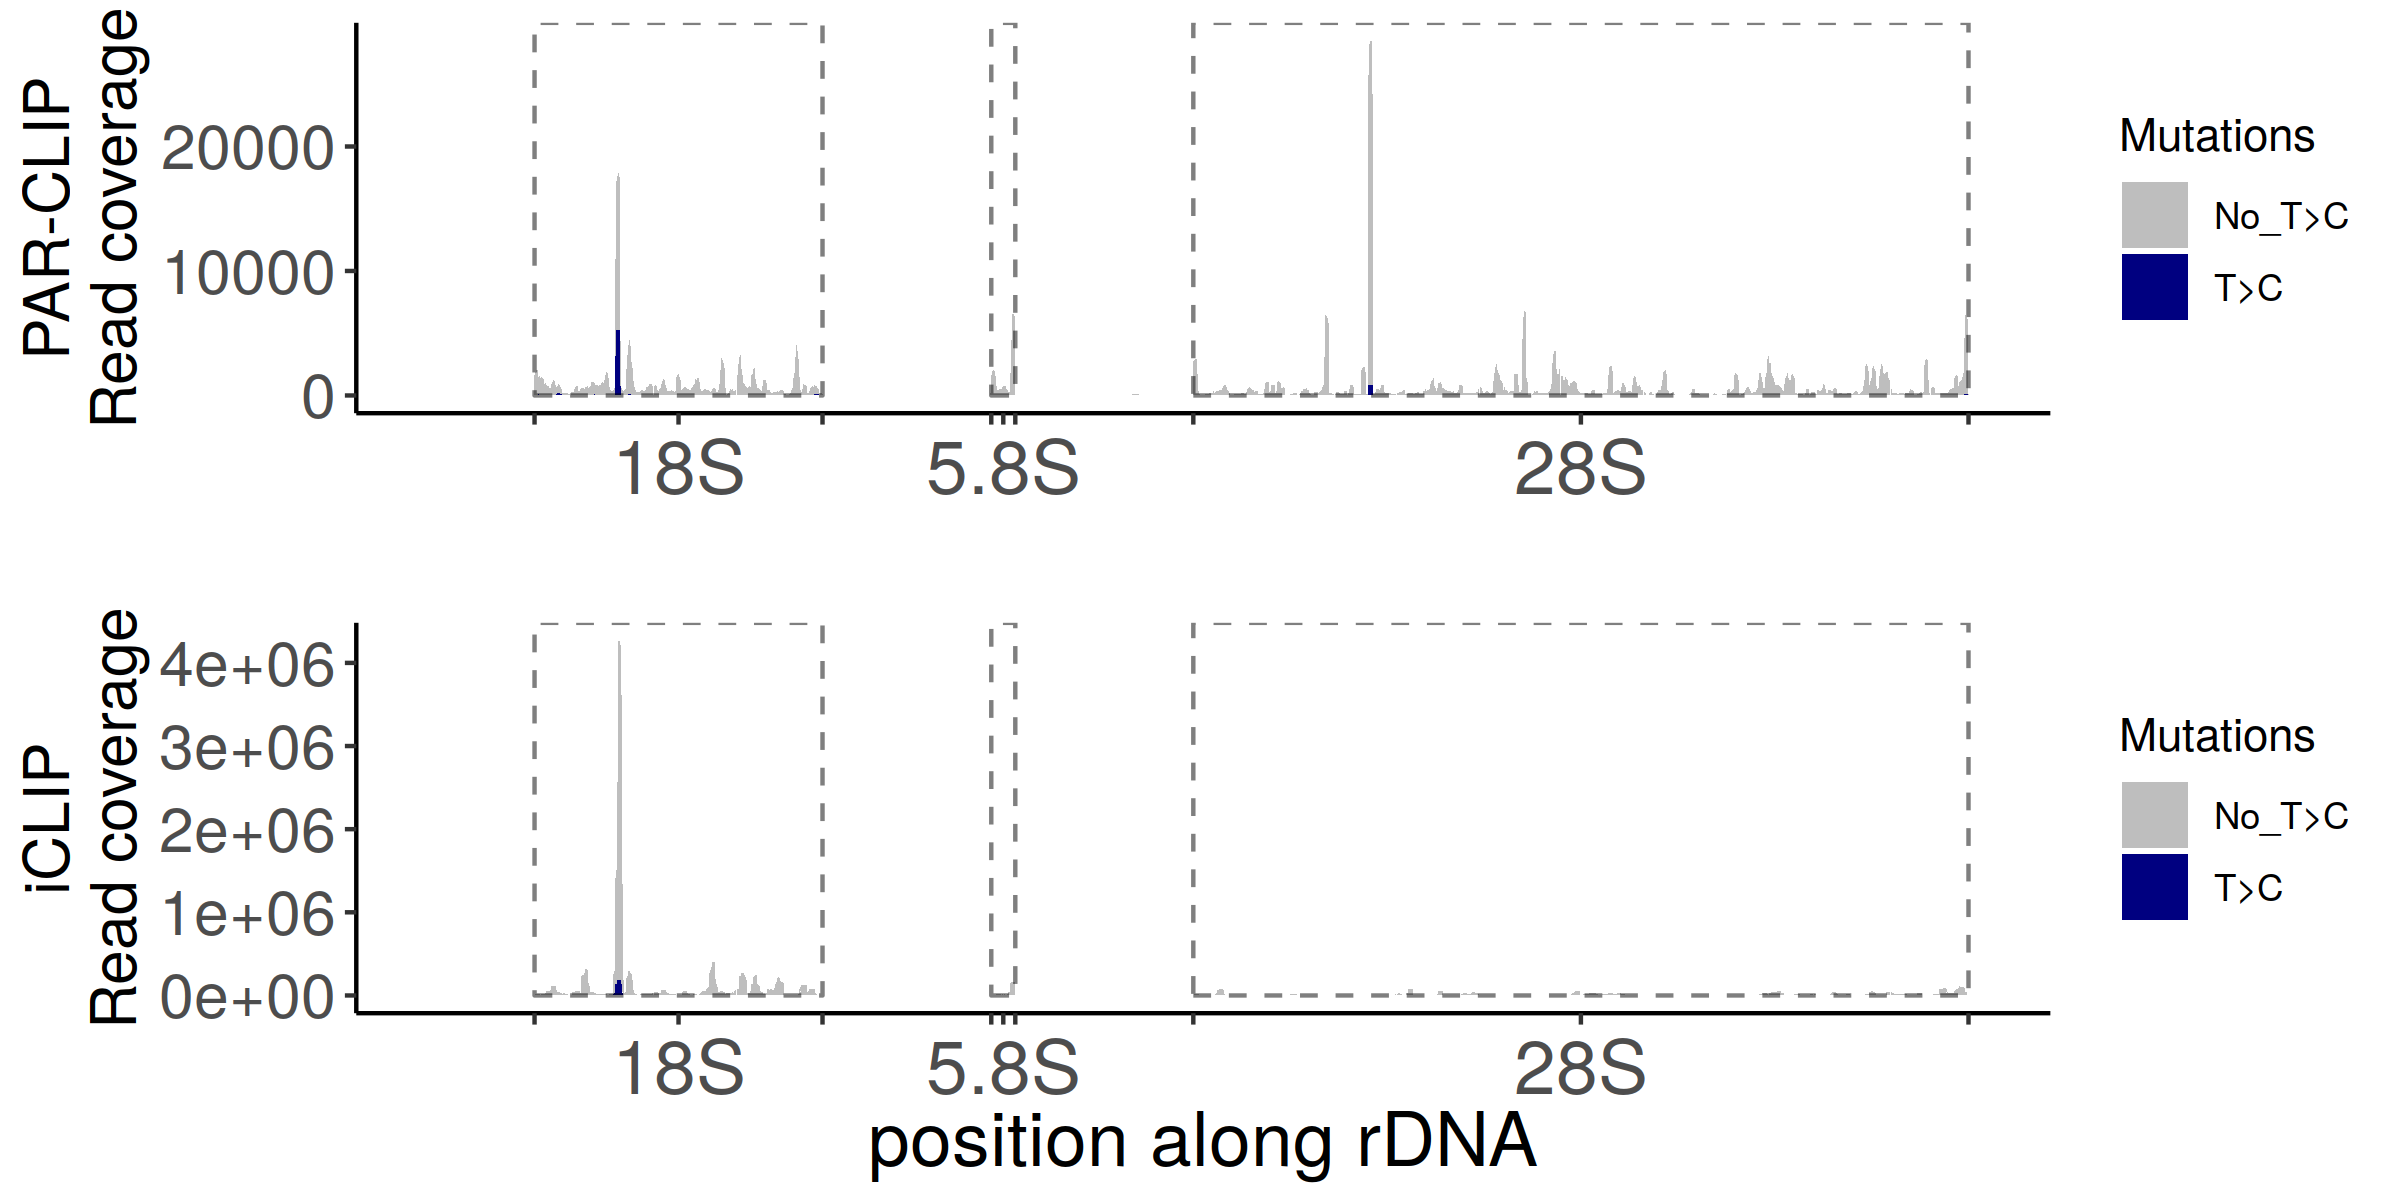 PAR-CLIP
Read coverage
20000
10000
0
18S 5.8S 28S
Mutations
No_T>C
T>C
iCLIP
Read coverage
4e+06
3e+06
2e+06
1e+06
0e+00
18S 5.8S 28S
position along rDNA
Mutations
No_T>C
T>C